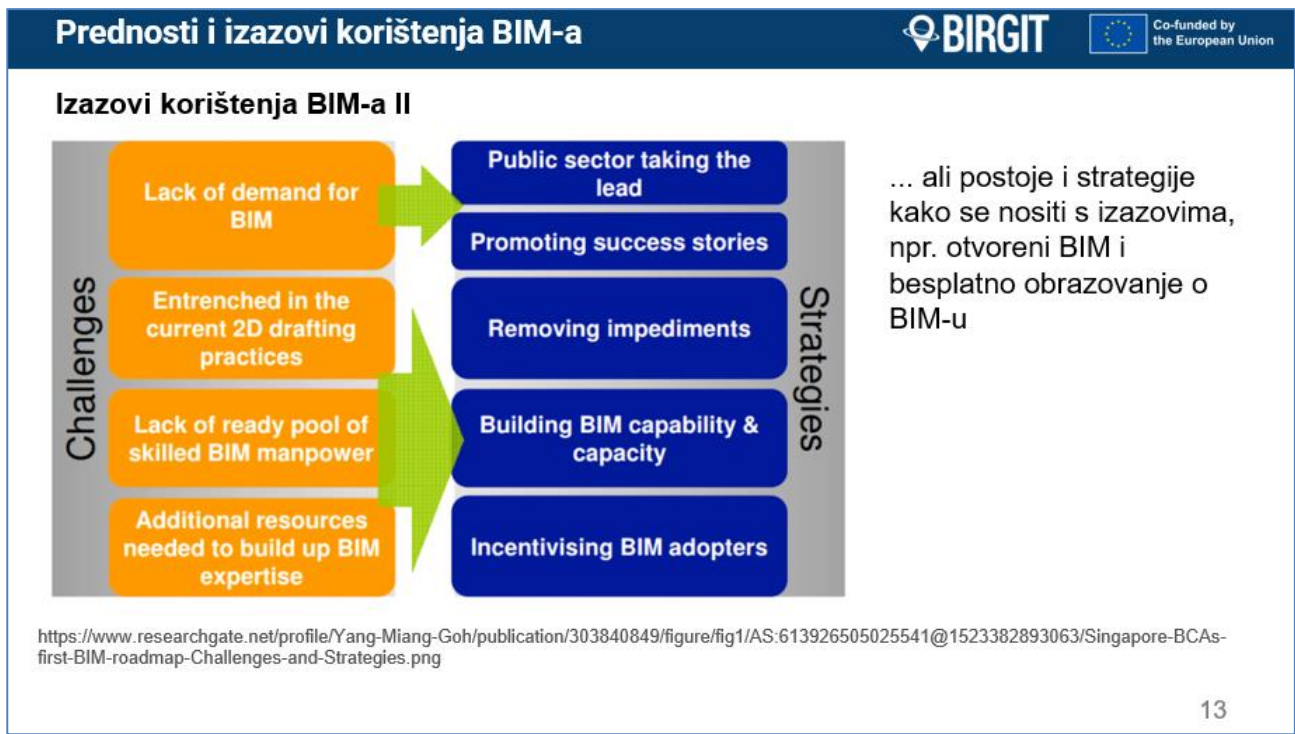 Prednosti i izazovi korištenja BIM-a
BIRGIT
Co-funded by
the European Union
Izazovi korištenja BIM-a II
Challenges
Lack of demand for
BIM
Entrenched in the
current 2D drafting
practices
Lack of ready pool of
skilled BIM manpower
Additional resources
needed to build up BIM
expertise
Public sector taking the
lead
Promoting success stories
Removing impediments
Building BIM capability &
capacity
Incentivising BIM adopters
Strategies
... ali postoje i strategije
kako se nositi s izazovima,
npr. otvoreni BIM i
besplatno obrazovanje o
BIM-u
https://www.researchgate.net/profile/Yang-Miang-Goh/publication/303840849/figure/fig1/AS:613926505025541@1523382893063/Singapore-BCAs-
first-BIM-roadmap-Challenges-and-Strategies.png
13